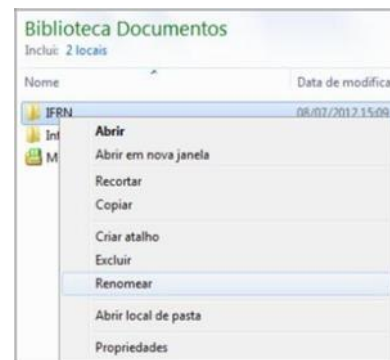 Biblioteca Documentos
Inclui: 2 locais
Nome Data de modifica
IFRN 08/07/2012 15:09
Int
M
Abrir
Abrir em nova janela
Recortar
Copiar
Criar atalho
Excluir
Renomear
Abrir local de pasta
Propriedades